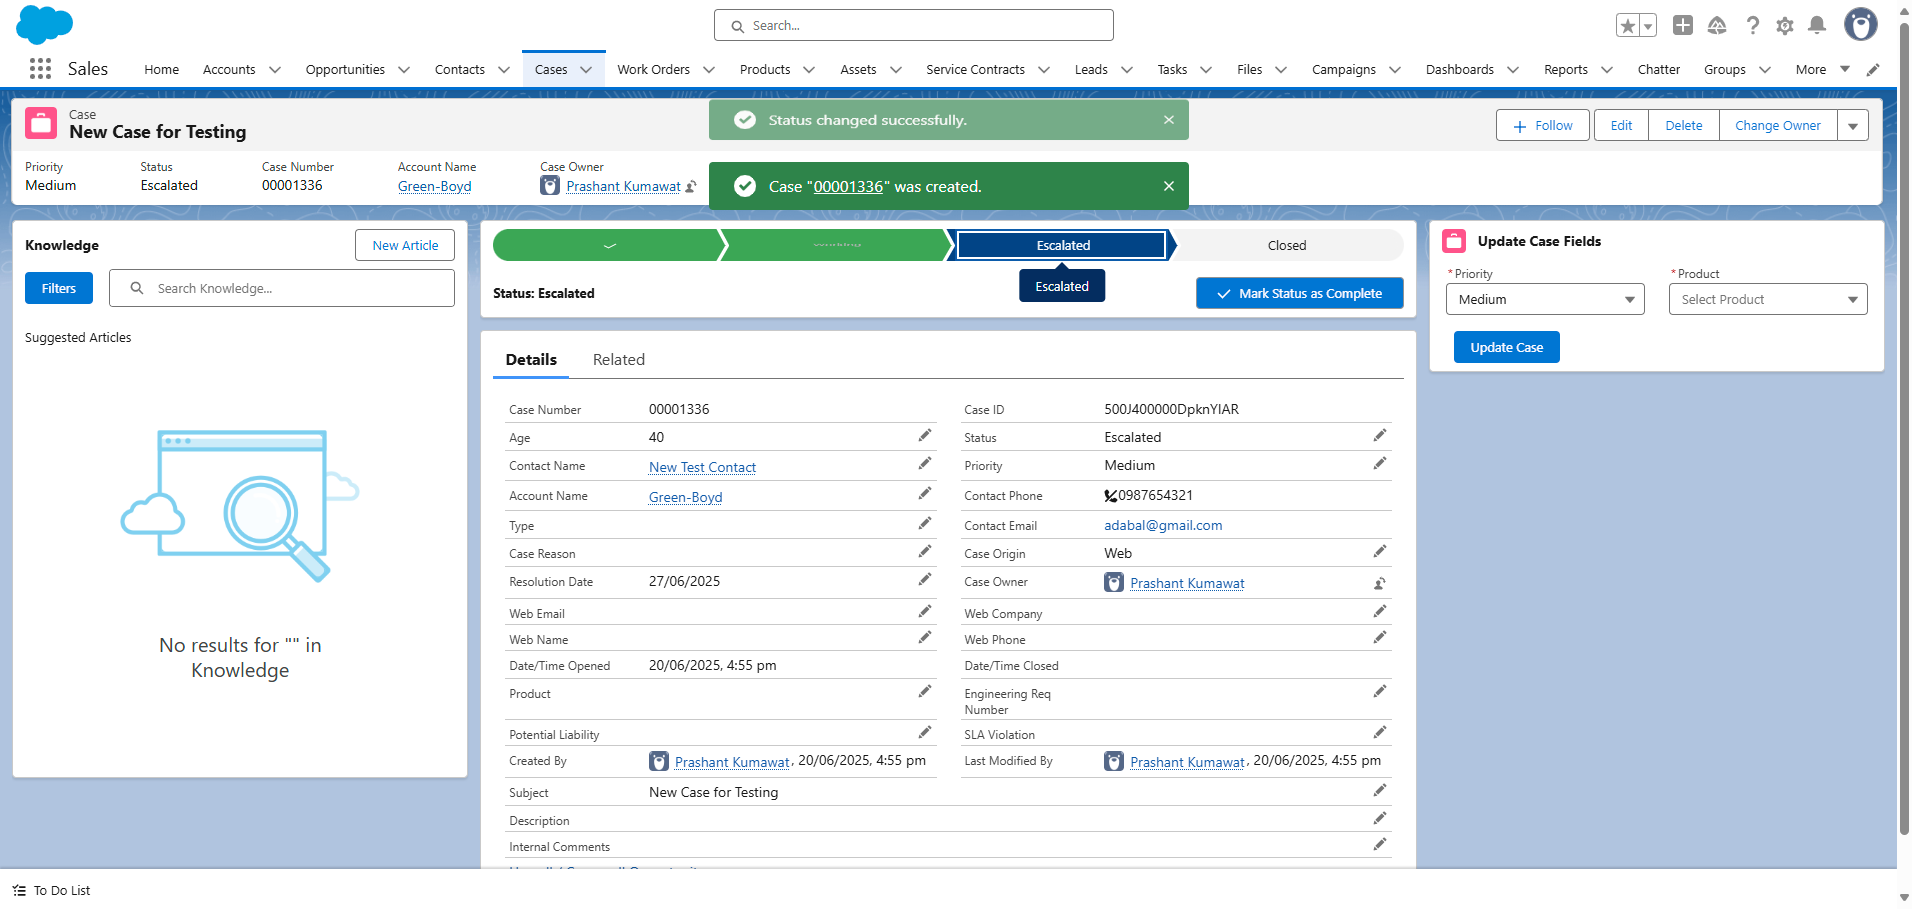 Search...
Sales
Home
Accounts
Opportunities
Contacts
Cases
Work Orders
Products
Assets
Service Contracts
Leads
Tasks
Files
Campaigns
Dashboards
Reports
Chatter
Groups
More
Case
New Case for Testing
Status changed successfully.
Follow
Edit
Delete
Change Owner
Priority
Medium
Status
Escalated
Case Number
00001336
Account Name
Green-Boyd
Case Owner
Prashant Kumawat
Case "00001336" was created.
Knowledge
New Article
Filters
Search Knowledge...
Suggested Articles
No results for "" in
Knowledge
Working
Escalated
Closed
Escalated
Status: Escalated
Mark Status as Complete
Details
Related
Case Number 00001336
Case ID 500J400000DpknYIAR
Age 40
Status Escalated
Contact Name New Test Contact
Priority Medium
Account Name Green-Boyd
Contact Phone 0987654321
Type
Contact Email adabal@gmail.com
Case Reason
Case Origin Web
Resolution Date 27/06/2025
Case Owner Prashant Kumawat
Web Email
Web Company
Web Name
Web Phone
Date/Time Opened 20/06/2025, 4:55 pm
Date/Time Closed
Product
Engineering Req
Number
Potential Liability
SLA Violation
Created By Prashant Kumawat, 20/06/2025, 4:55 pm
Last Modified By Prashant Kumawat, 20/06/2025, 4:55 pm
Subject New Case for Testing
Description
Internal Comments
Update Case Fields
*Priority
Medium
*Product
Select Product
Update Case
To Do List